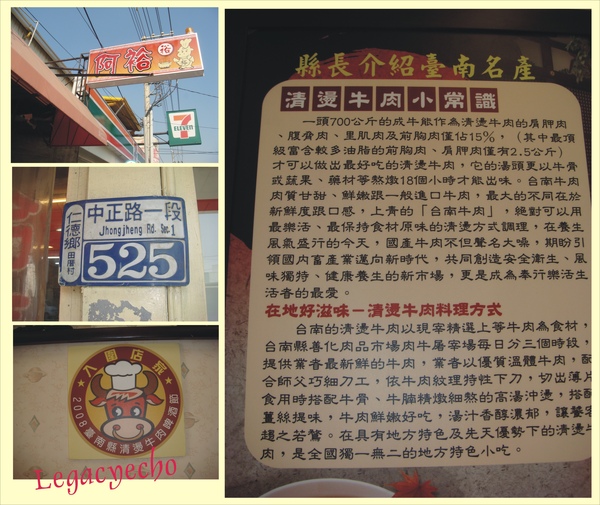 阿裕
7-ELEVEN
仁德鄉
田厝村
中正路一段
Jhongjheng Rd. Sec.1
525
入圍店家
2008臺南縣清燙牛肉嘗酒節
Legacyecho
縣長介紹臺南名產
清燙牛肉小常識
一頭700公斤的成牛能作為清燙牛肉的肩胛肉
、腹脅肉、里肌肉及前胸肉僅佔15%，（其中最頂
級富含較多油脂的前胸肉、肩胛肉僅有2.5公斤）
才可以做出最好吃的清燙牛肉，它的湯頭更以牛骨
或蔬果、藥材等熬燉18個小時才能出味。台南牛肉
肉質甘甜、鮮嫩跟一般進口牛肉，最大的不同在於
新鮮度跟口感，上青的「台南牛肉」，絕對可以用
最樂活、最保持食材原味的清燙方式調理，在養生
風氣盛行的今天，國產牛肉不但聲名大噪，期盼引
領國內畜產業邁向新時代，共同創造安全衛生、風
味獨特、健康養生的新市場，更是成為奉行樂活生
活者的最愛。
在地好滋味－清燙牛肉料理方式
台南的清燙牛肉以現宰精選上等牛肉為食材，
台南縣善化肉品市場肉牛屠宰場每日分三個時段，
提供業者最新鮮的牛肉，業者以優質溫體牛肉，配
合師父巧細刀工，依牛肉紋理特性下刀，切出薄片
食用時搭配牛骨、牛腩精燉細熬的高湯沖燙，搭配
薑絲提味，牛肉鮮嫩好吃，湯汁香醇濃郁，讓饕客
趨之若鶩。在具有地方特色及先天優勢下的清燙牛
肉，是全國獨一無二的地方特色小吃。